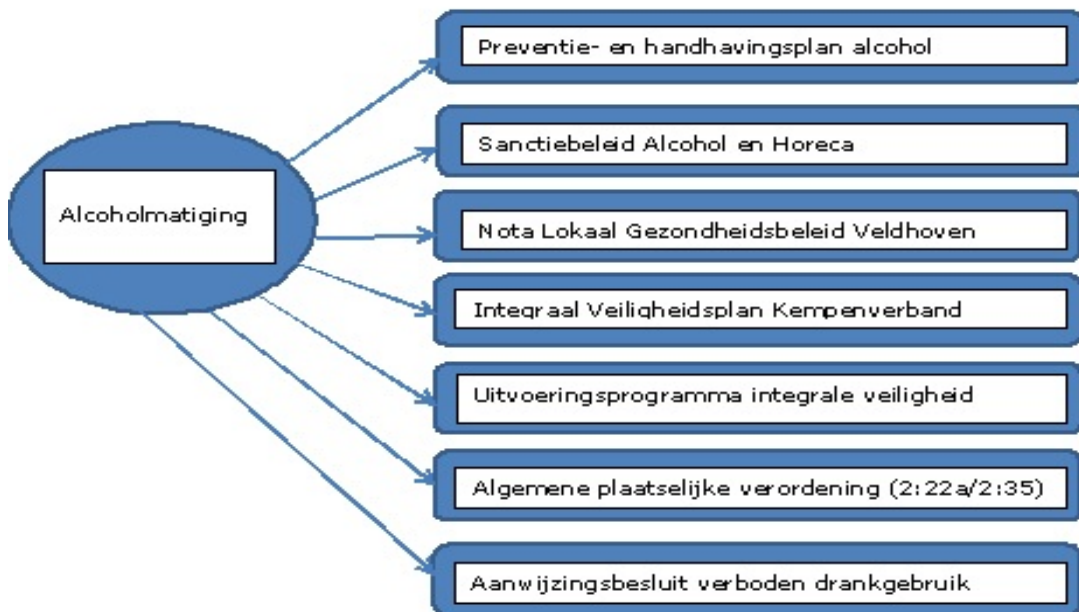 Preventie- en handhavingsplan alcohol
Sanctiebeleid Alcohol en Horeca
Alcoholmatiging
Nota Lokaal Gezondheidsbeleid Veldhoven
Integraal Veiligheidsplan Kempenverband
Uitvoeringsprogramma integrale veiligheid
Algemene plaatselijke verordening (2:22a/2:35)
Aanwijzingsbesluit verboden drankgebruik